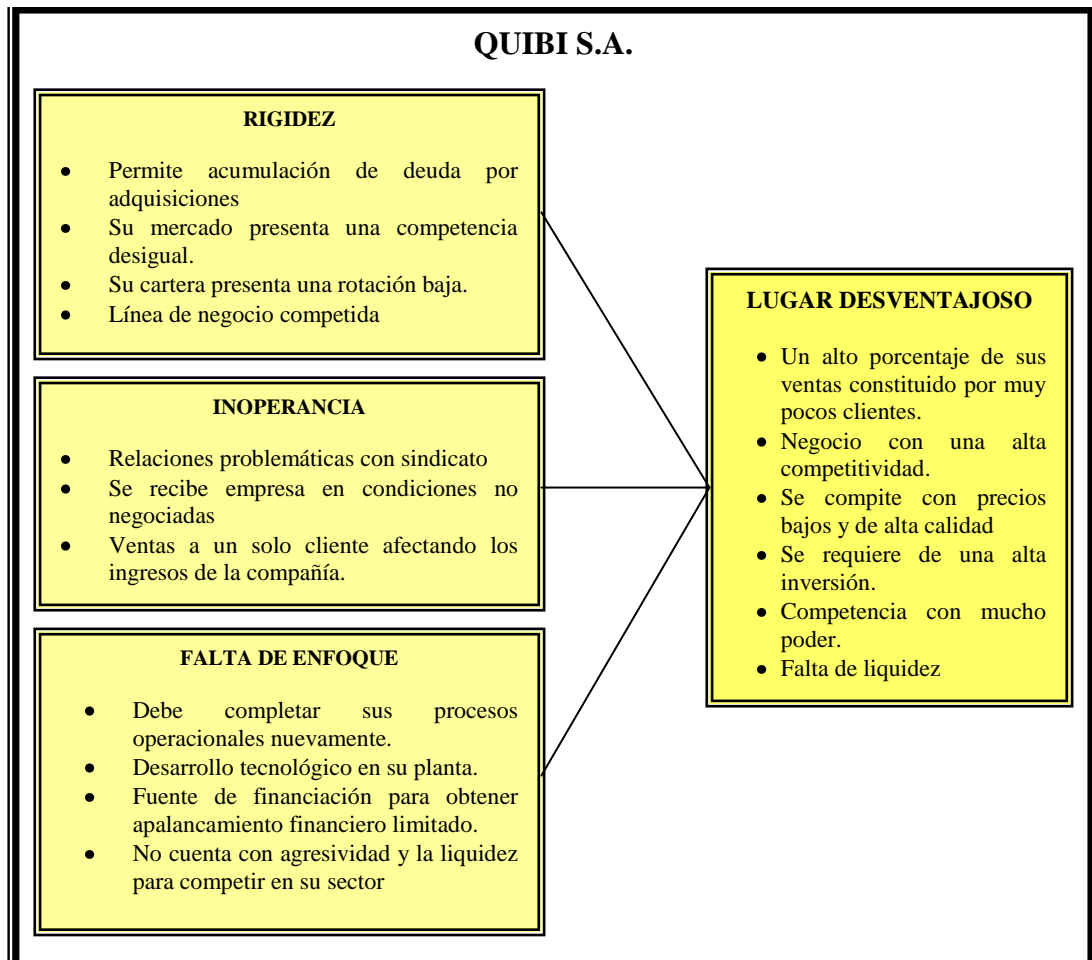 QUIBI S.A.
RIGIDEZ
• Permite acumulación de deuda por
adquisiciones
• Su mercado presenta una competencia
desigual.
• Su cartera presenta una rotación baja.
• Línea de negocio competida
INOPERANCIA
• Relaciones problemáticas con sindicato
• Se recibe empresa en condiciones no
negociadas
• Ventas a un solo cliente afectando los
ingresos de la compañía.
FALTA DE ENFOQUE
• Debe completar sus procesos
operacionales nuevamente.
• Desarrollo tecnológico en su planta.
• Fuente de financiación para obtener
apalancamiento financiero limitado.
• No cuenta con agresividad y la liquidez
para competir en su sector
LUGAR DESVENTAJOSO
• Un alto porcentaje de sus
ventas constituido por muy
pocos clientes.
• Negocio con una alta
competitividad.
• Se compite con precios
bajos y de alta calidad
• Se requiere de una alta
inversión.
• Competencia con mucho
poder.
• Falta de liquidez